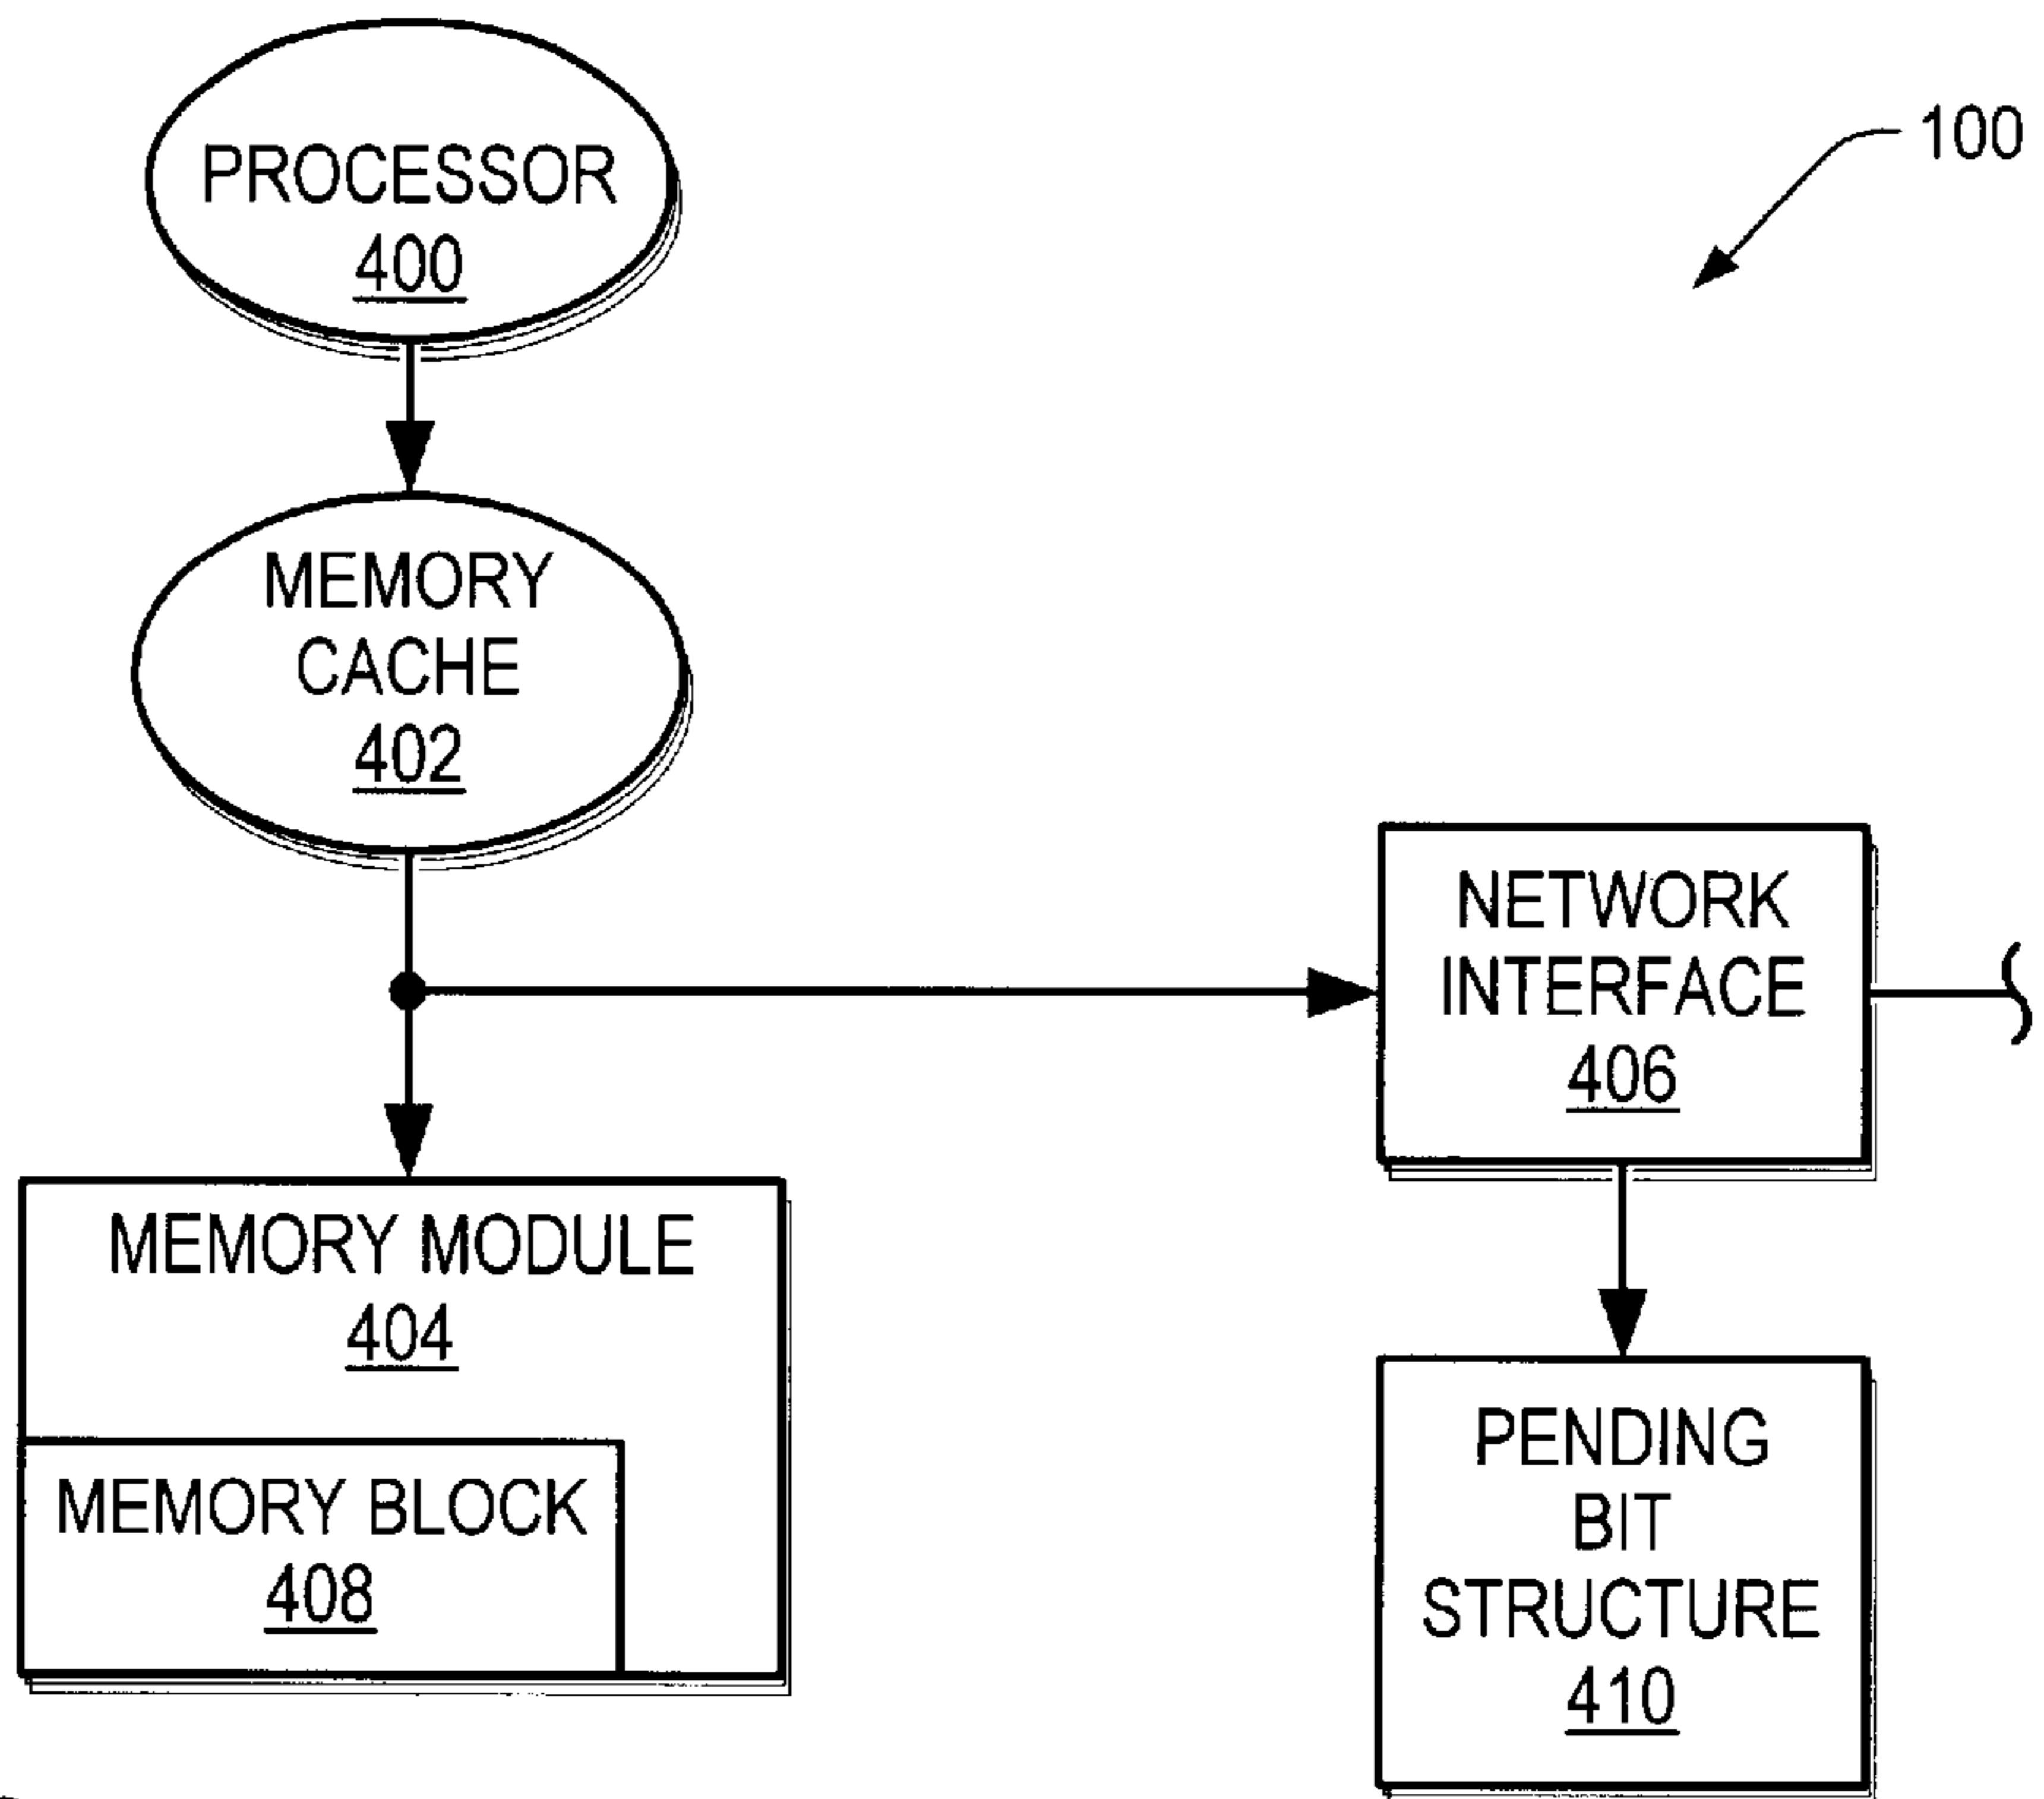 PROCESSOR
400
100
MEMORY
CACHE
402
NETWORK
INTERFACE
406
MEMORY MODULE
404
MEMORY BLOCK
408
PENDING
BIT
STRUCTURE
410